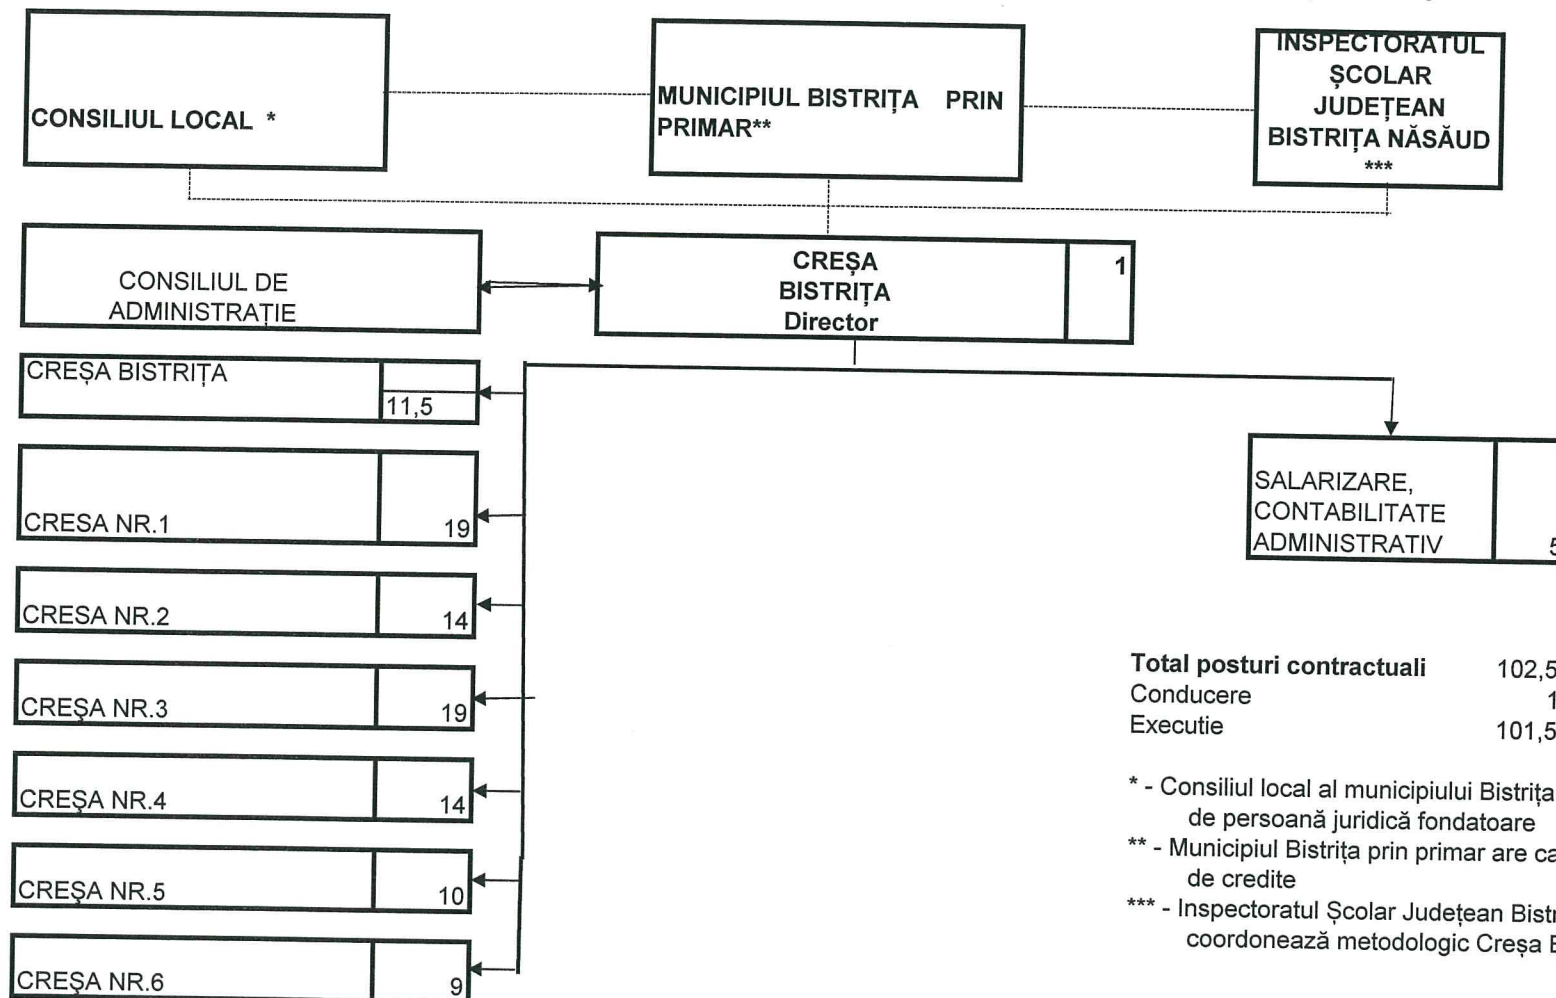 CONSILIUL LOCAL *
MUNICIPIUL BISTRIȚA PRIN
PRIMAR**
INSPECTORATUL
ȘCOLAR
JUDEȚEAN
BISTRIȚA NĂSĂUD
***
CONSILIUL DE
ADMINISTRAȚIE
CREȘA
BISTRIȚA
Director
1
CREȘA BISTRIȚA
11,5
CRESA NR.1
19
CRESA NR.2
14
CREȘA NR.3
19
CREȘA NR.4
14
CREȘA NR.5
10
CREȘA NR.6
9
SALARIZARE,
CONTABILITATE
ADMINISTRATIV
5
Total posturi contractuali 102,5
Conducere 1
Executie 101,5
* - Consiliul local al municipiului Bistrița
de persoană juridică fondatoare
** - Municipiul Bistrița prin primar are ca
de credite
*** - Inspectoratul Școlar Județean Bistr
coordonează metodologic Creșa